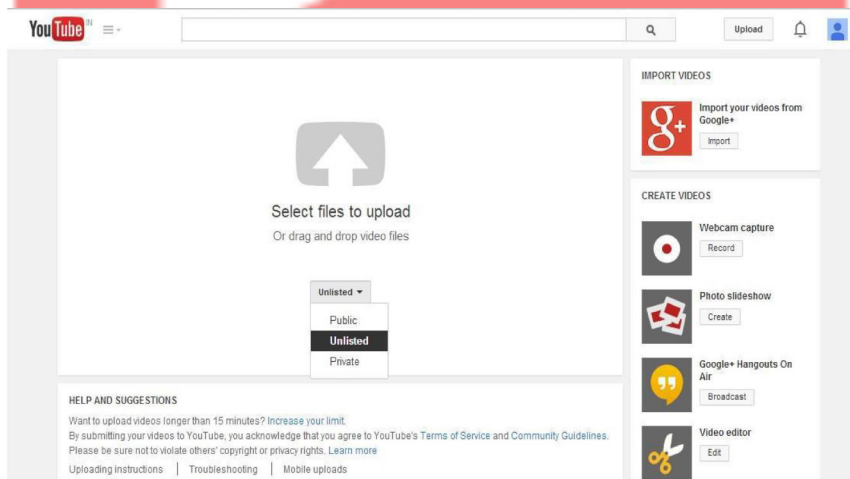 YouTube IN
Upload
Select files to upload
Or drag and drop video files
Unlisted
Public
Unlisted
Private
HELP AND SUGGESTIONS
Want to upload videos longer than 15 minutes? Increase your limit.
By submitting your videos to YouTube, you acknowledge that you agree to YouTube's Terms of Service and Community Guidelines.
Please be sure not to violate others' copyright or privacy rights. Learn more
Uploading instructions | Troubleshooting | Mobile uploads
IMPORT VIDEOS
g+
Import your videos from
Google+
Import
CREATE VIDEOS
Webcam capture
Record
Photo slideshow
Create
Google+ Hangouts On
Air
Broadcast
Video editor
Edit